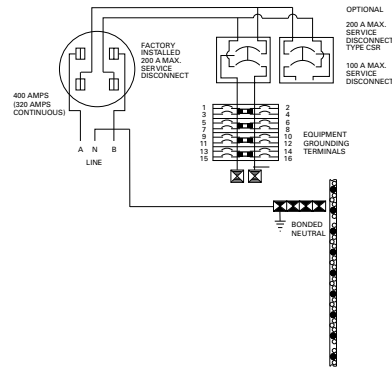 OPTIONAL
200 A MAX.
SERVICE
DISCONNECT
TYPE CSR
100 A MAX.
SERVICE
DISCONNECT
FACTORY
INSTALLED
200 A MAX.
SERVICE
DISCONNECT
400 AMPS
(320 AMPS
CONTINUOUS)
A N B
LINE
1 2
3 4
5 6
7 8
9 10
11 12
13 14
15 16
EQUIPMENT
GROUNDING
TERMINALS
BONDED
NEUTRAL